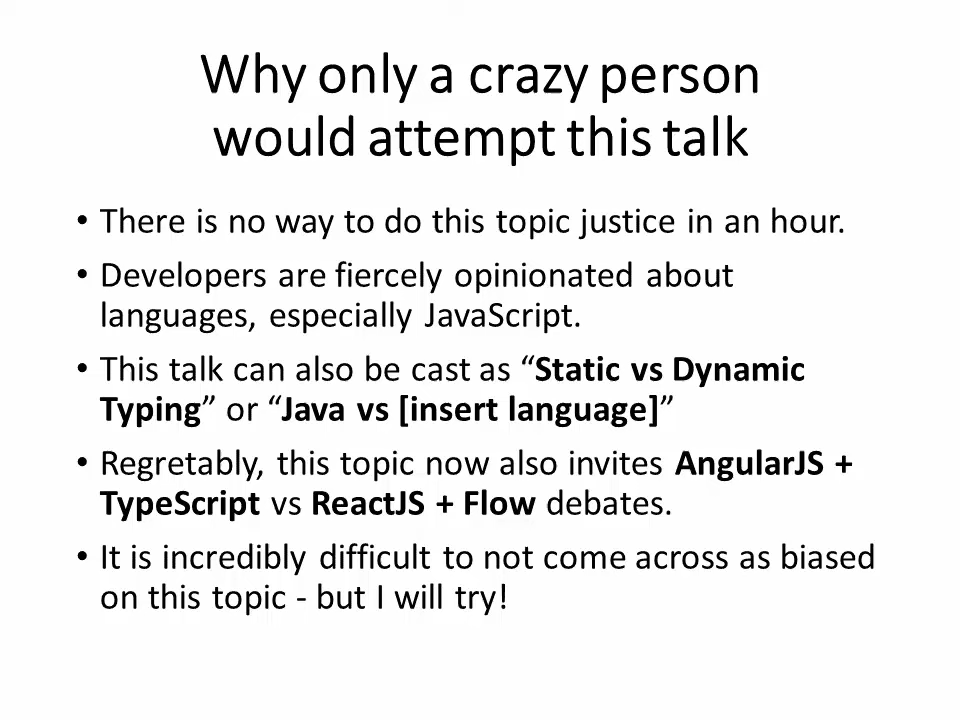 Why only a crazy person
would attempt this talk
• There is no way to do this topic justice in an hour.
• Developers are fiercely opinionated about
languages, especially JavaScript.
• This talk can also be cast as “Static vs Dynamic
Typing” or “Java vs [insert language]”
• Regretably, this topic now also invites AngularJS +
TypeScript vs ReactJS + Flow debates.
• It is incredibly difficult to not come across as biased
on this topic - but I will try!